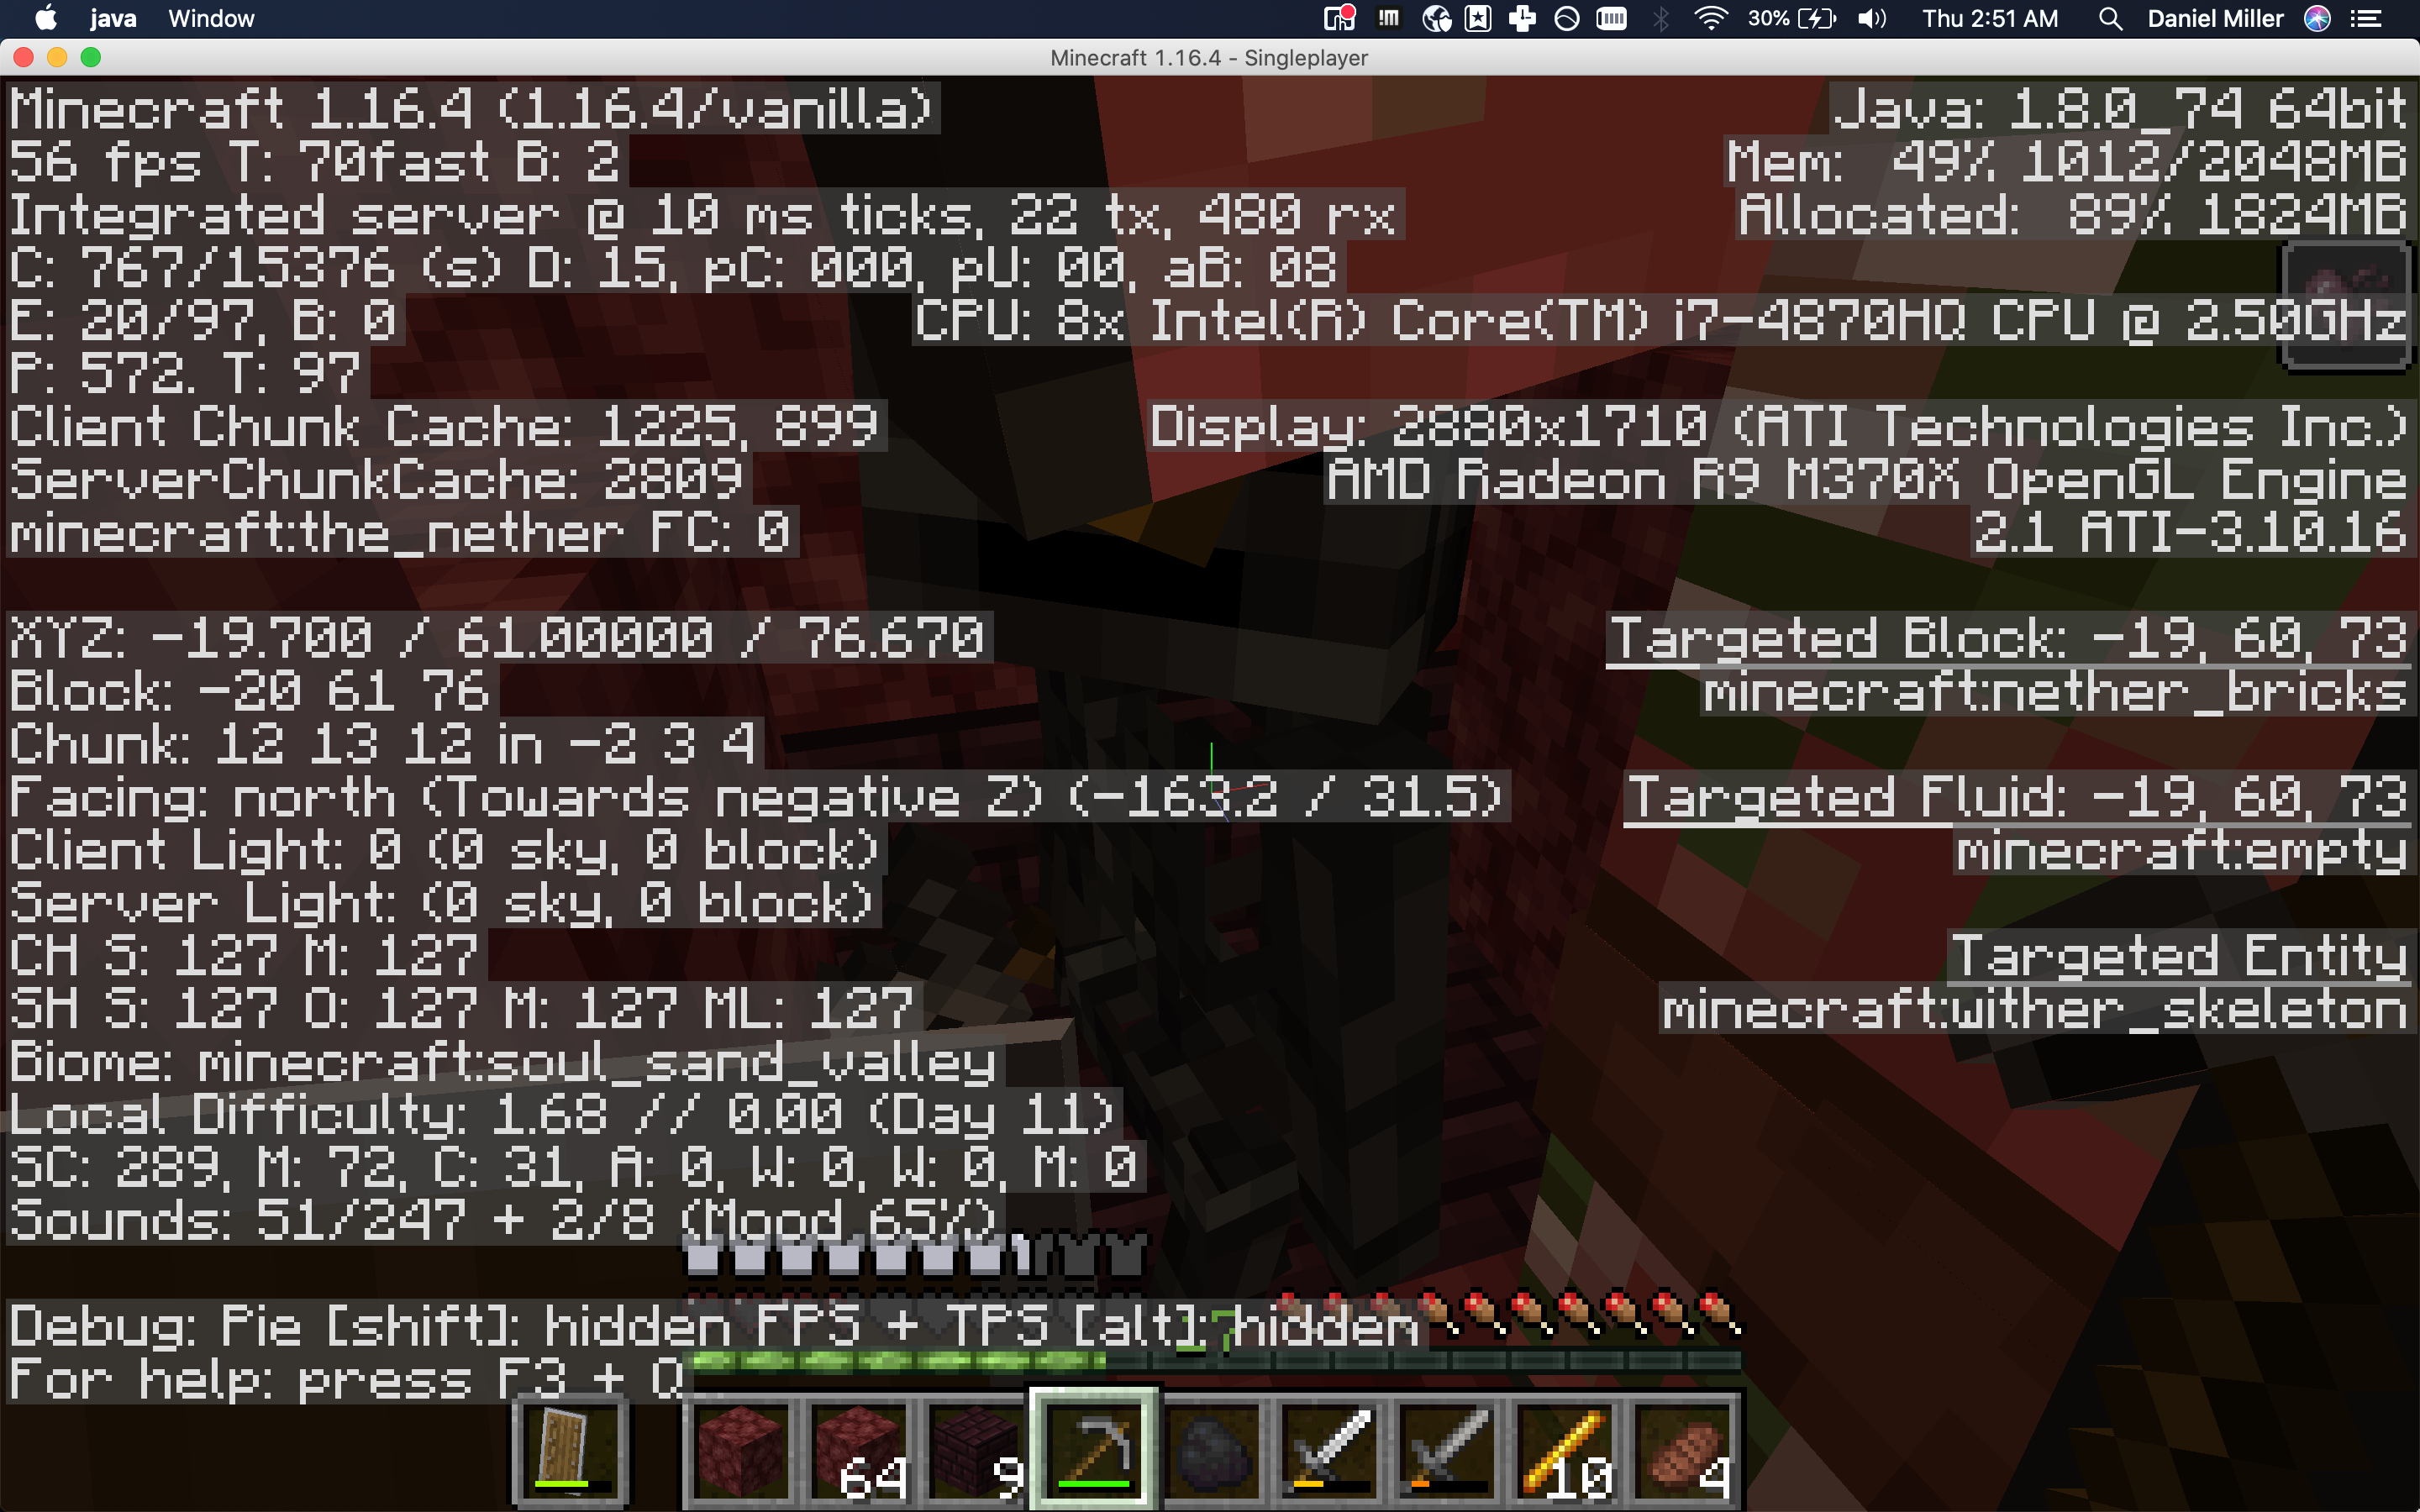 java Window 30% Thu 2:51 AM Daniel Miller
Minecraft 1.16.4 - Singleplayer
Minecraft 1.16.4 (1.16.4/vanilla)
56 fps T: 70fast B: 2
Integrated server @ 10 ms ticks, 22 tx, 480 rx
C: 767/15376 (s) D: 15, pC: 000, pU: 00, aB: 08
E: 20/97, B: 0
P: 572. T: 97
Client Chunk Cache: 1225, 899
ServerChunkCache: 2809
minecraft:the_nether FC: 0
XYZ: -19.700 / 61.00000 / 76.670
Block: -20 61 76
Chunk: 12 13 12 in -2 3 4
Facing: north (Towards negative Z) / 31.5)
Client Light: 0 (0 sky, 0 block)
Server Light: (0 sky, 0 block)
CH S: 127 M: 127
SH S: 127 O: 127 M: 127 ML: 127
Biome: minecraft:soul_sand_valley
Local Difficulty: 1.68 // 0.00 (Day 11)
SC: 289, M: 72, C: 31, A: 0, W: 0, W: 0, M: 0
Sounds: 51/247 + 2/8 (Mood 65%)
Debug: Pie [shift]: hidden FPS + TPS [alt]: hidden
For help: press F3 + Q
Java: 1.8.0_74 64bit
Mem: 49% 1012/2048MB
Allocated: 89% 1824MB
CPU: 8x Intel(R) Core(TM) i7-4870HQ CPU @ 2.50GHz
Display: 2880x1710 (ATI Technologies Inc.)
AMD Radeon R9 M370X OpenGL Engine
2.1 ATI-3.10.16
Targeted Block: -19, 60, 73
minecraft:nether_bricks
Targeted Fluid: -19, 60, 73
minecraft:empty
Targeted Entity
minecraft:wither_skeleton
64 9 10 4